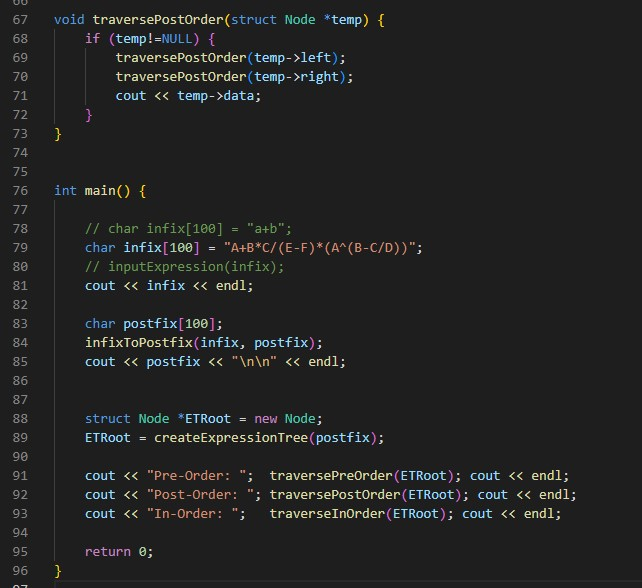 66
67 void traversePostOrder(struct Node *temp) {
68     if (temp!=NULL) {
69         traversePostOrder(temp->left);
70         traversePostOrder(temp->right);
71         cout << temp->data;
72     }
73 }
74
75
76 int main() {
77
78     // char infix[100] = "a+b";
79     char infix[100] = "A+B*C/(E-F)*(A^(B-C/D))";
80     // inputExpression(infix);
81     cout << infix << endl;
82
83     char postfix[100];
84     infixToPostfix(infix, postfix);
85     cout << postfix << "\n\n" << endl;
86
87
88     struct Node *ETRoot = new Node;
89     ETRoot = createExpressionTree(postfix);
90
91     cout << "Pre-Order: ";  traversePreOrder(ETRoot); cout << endl;
92     cout << "Post-Order: "; traversePostOrder(ETRoot); cout << endl;
93     cout << "In-Order: ";   traverseInOrder(ETRoot); cout << endl;
94
95     return 0;
96 }
97